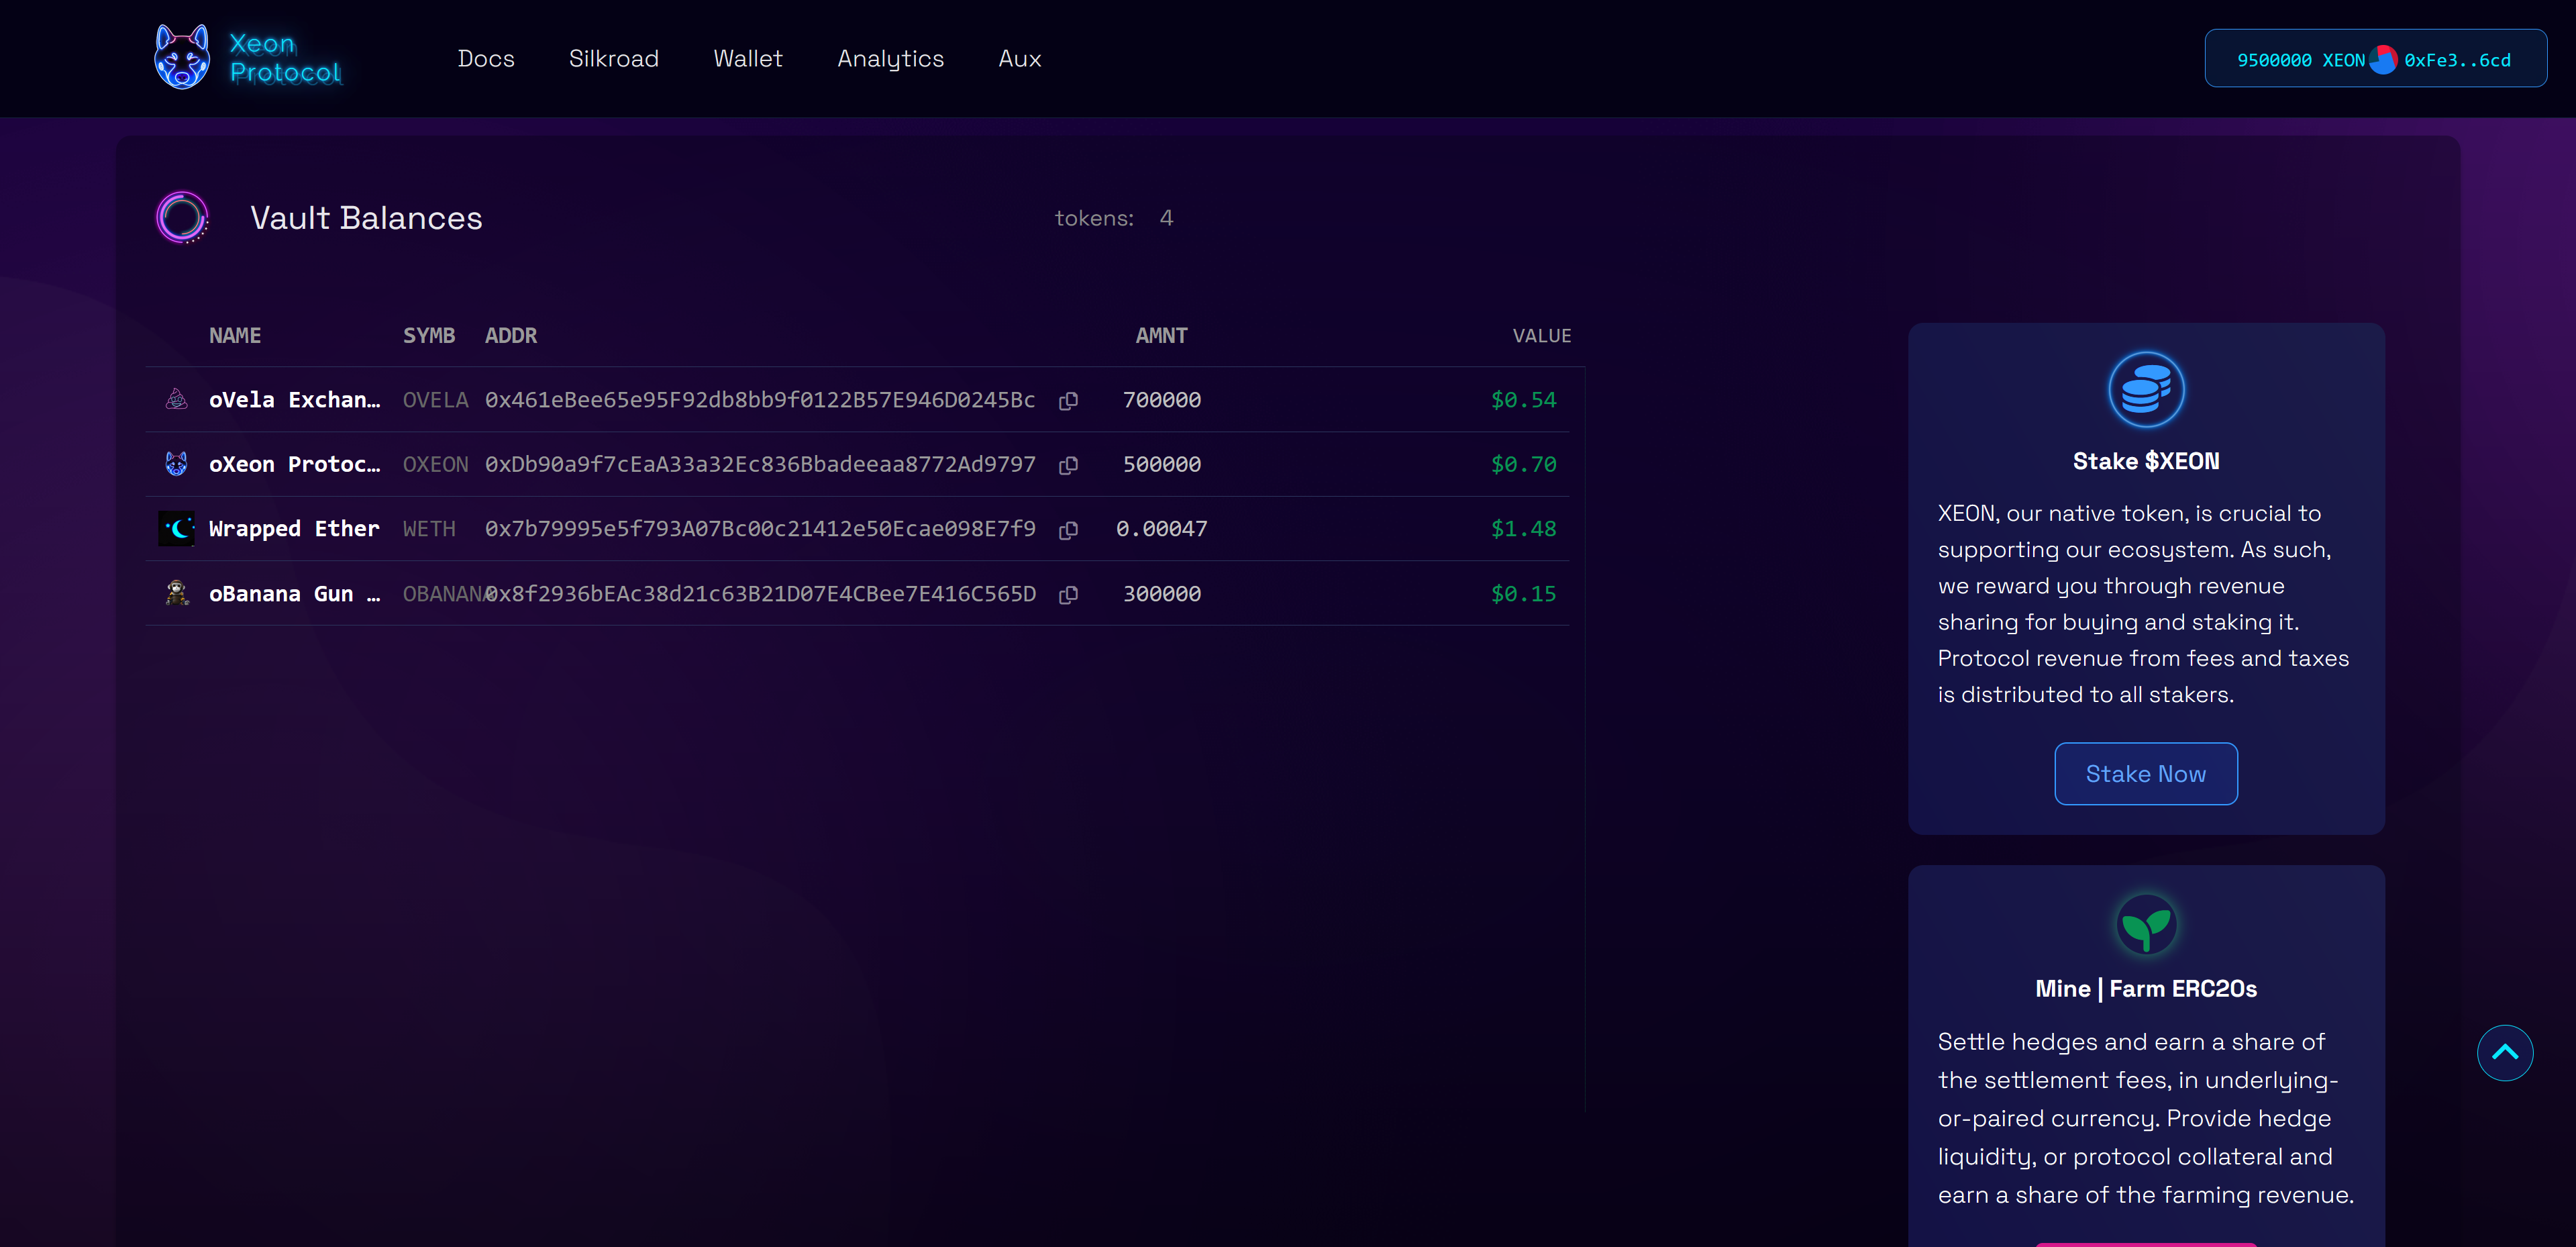 Xeon
Protocol
Docs
Silkroad
Wallet
Analytics
Aux
9500000 XEON 0xFe3..6cd
Vault Balances
tokens: 4
NAME SYMB ADDR AMNT VALUE
oVela Exchan… OVELA 0x461eBee65e95F92db8bb9f0122B57E946D0245Bc 700000 $0.54
oXeon Protoc… OXEON 0xDb90a9f7cEaA33a32Ec836Bbadeeaa8772Ad9797 500000 $0.70
Wrapped Ether WETH 0x7b79995e5f793A07Bc00c21412e50Ecae098E7f9 0.00047 $1.48
oBanana Gun … OBANANA 0x8f2936bEAc38d21c63B21D07E4CBee7E416C565D 300000 $0.15
Stake $XEON
XEON, our native token, is crucial to
supporting our ecosystem. As such,
we reward you through revenue
sharing for buying and staking it.
Protocol revenue from fees and taxes
is distributed to all stakers.
Stake Now
Mine | Farm ERC20s
Settle hedges and earn a share of
the settlement fees, in underlying-
or-paired currency. Provide hedge
liquidity, or protocol collateral and
earn a share of the farming revenue.